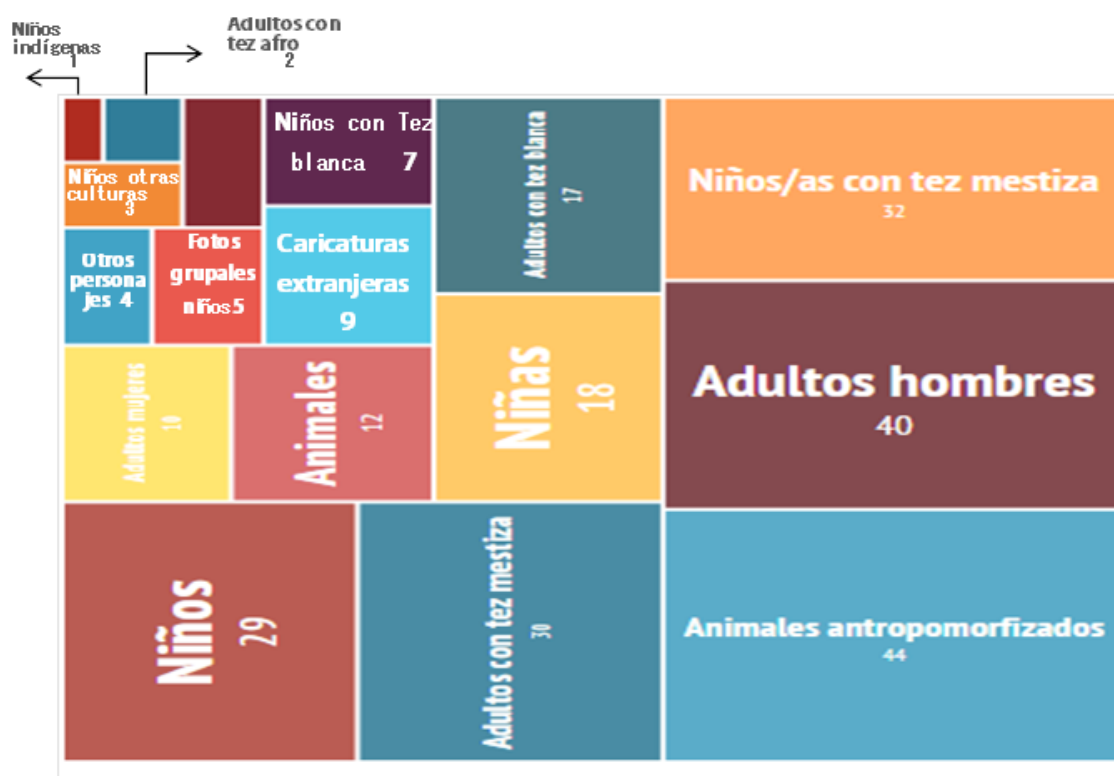 Niños
indígenas
1
Adultos con
tez afro
2
Niños con Tez
blanca 7
Adultos con tez blanca
17
Niños/as con tez mestiza
32
Niños otras
culturas
3
Otros
persona
jes 4
Fotos
grupales
niños5
Caricaturas
extranjeras
9
Adultos mujeres
10
Animales
12
Niñas
18
Adultos hombres
40
Niños
29
Adultos con tez mestiza
30
Animales antropomorfizados
44